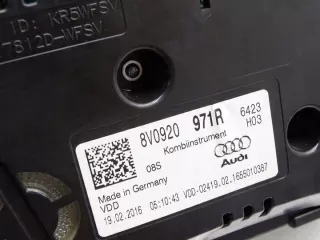 ID: KR5WFSV
7812D-WFSV
8V0920 971R 6423
H03
Kombiinstrument
08S
Audi
Made in Germany
VDD
19.02.2016 05:10:43 VDD-02419.02.1665010367